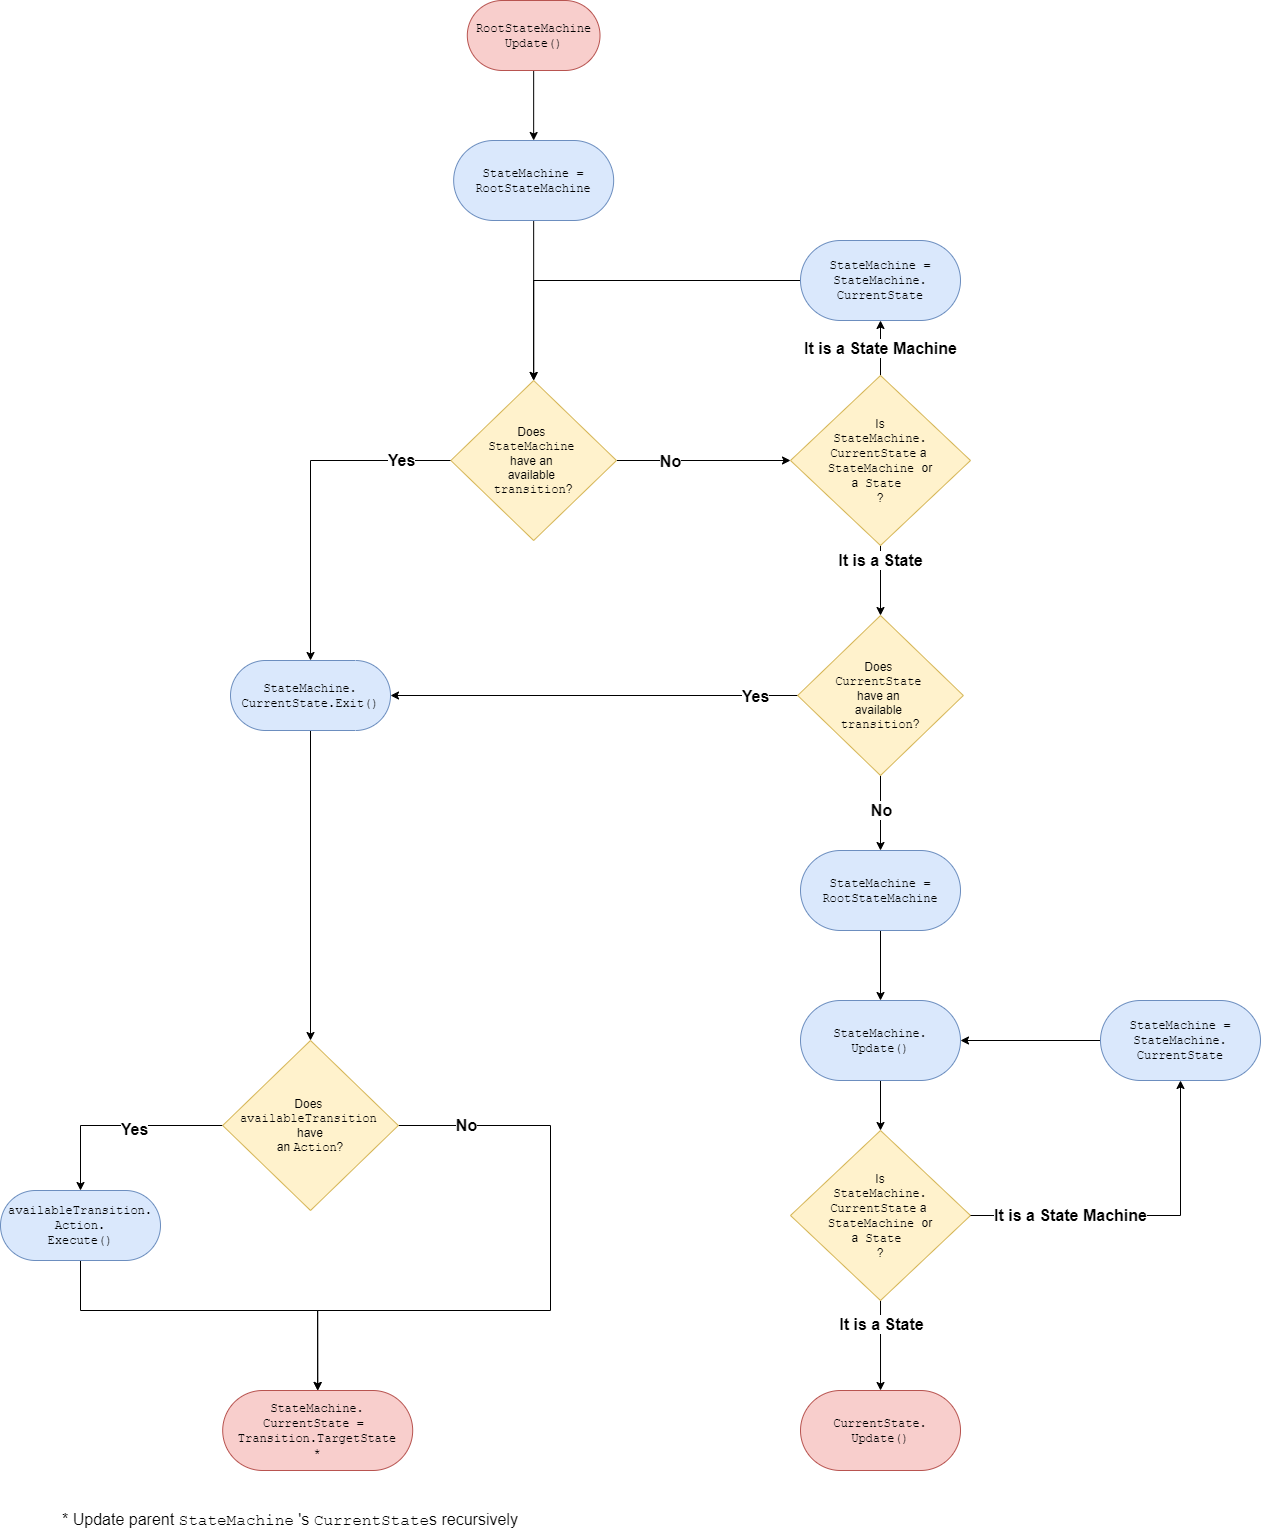 RootStateMachine
Update()
StateMachine =
RootStateMachine
StateMachine =
StateMachine.
CurrentState
It is a State Machine
Does
StateMachine
have an
available
transition?
Yes
No
Is
StateMachine.
CurrentState a
StateMachine or
a State
?
It is a State
Does
CurrentState
have an
available
transition?
Yes
StateMachine.
CurrentState.Exit()
No
StateMachine =
RootStateMachine
StateMachine.
Update()
StateMachine =
StateMachine.
CurrentState
Does
availableTransition
have
an Action?
Yes
No
availableTransition.
Action.
Execute()
Is
StateMachine.
CurrentState a
StateMachine or
a State
?
It is a State Machine
It is a State
StateMachine.
CurrentState =
Transition.TargetState
*
CurrentState.
Update()
* Update parent StateMachine 's CurrentStates recursively